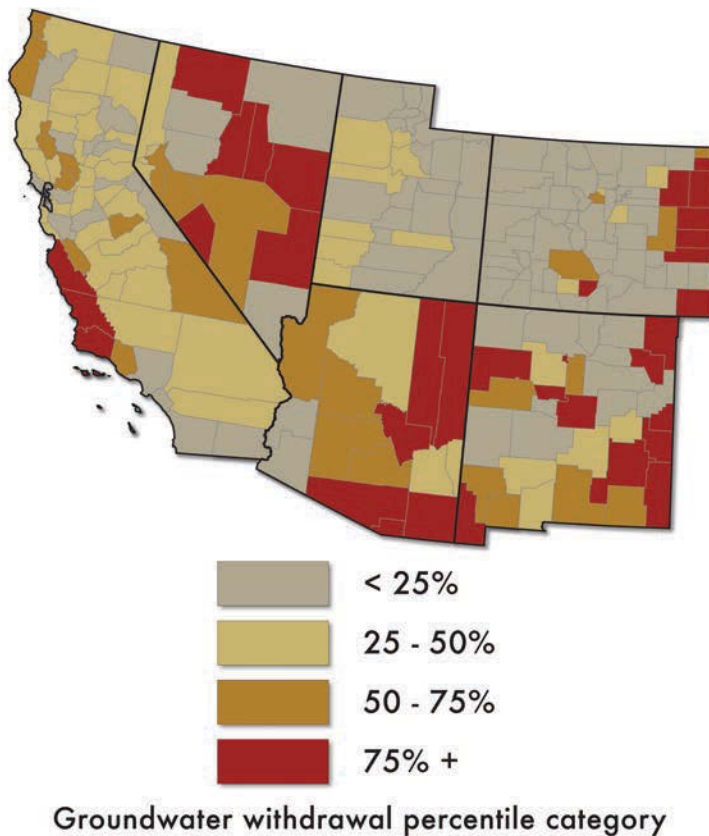 < 25%
25 - 50%
50 - 75%
75% +
Groundwater withdrawal percentile category